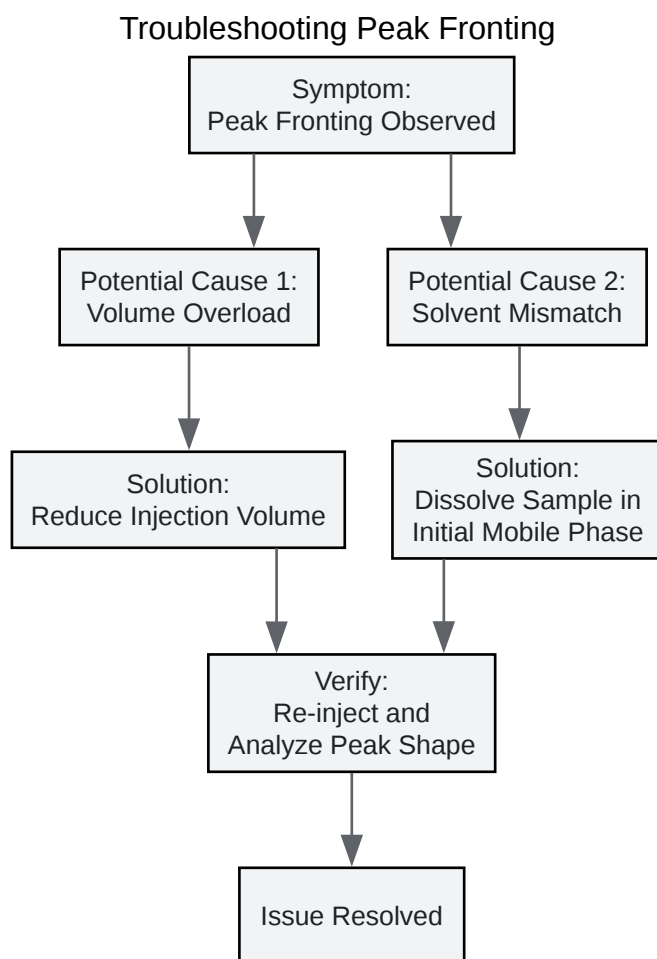 Troubleshooting Peak Fronting
Symptom:
Peak Fronting Observed
Potential Cause 1:
Volume Overload
Potential Cause 2:
Solvent Mismatch
Solution:
Reduce Injection Volume
Solution:
Dissolve Sample in
Initial Mobile Phase
Verify:
Re-inject and
Analyze Peak Shape
Issue Resolved